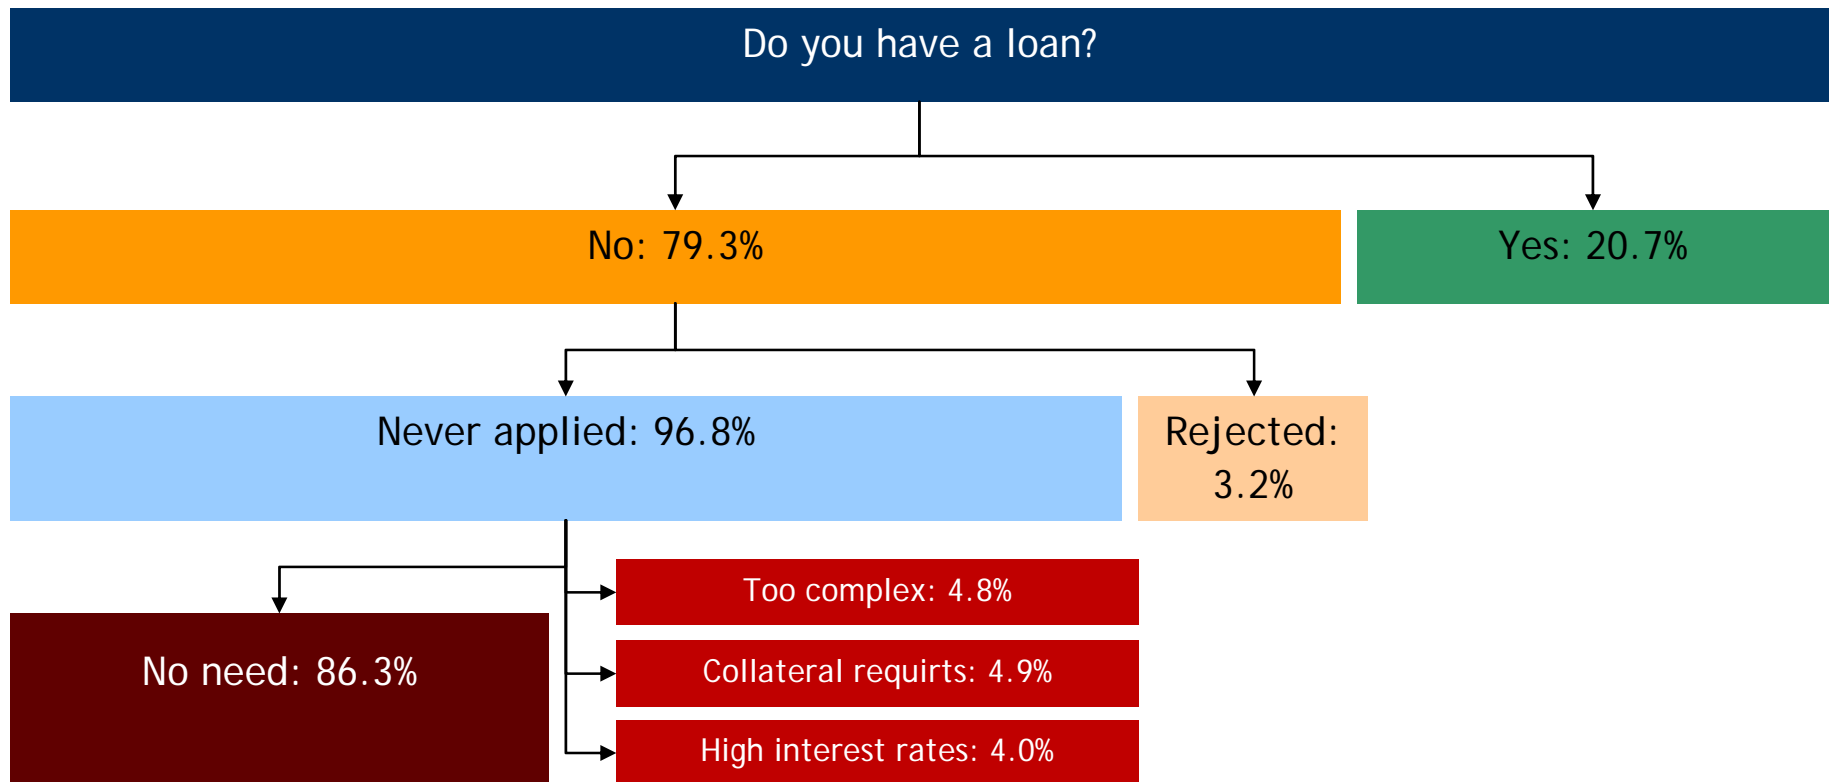 Do you have a loan?
No: 79.3%
Yes: 20.7%
Never applied: 96.8%
Rejected:
3.2%
Too complex: 4.8%
No need: 86.3%
Collateral requirts: 4.9%
High interest rates: 4.0%